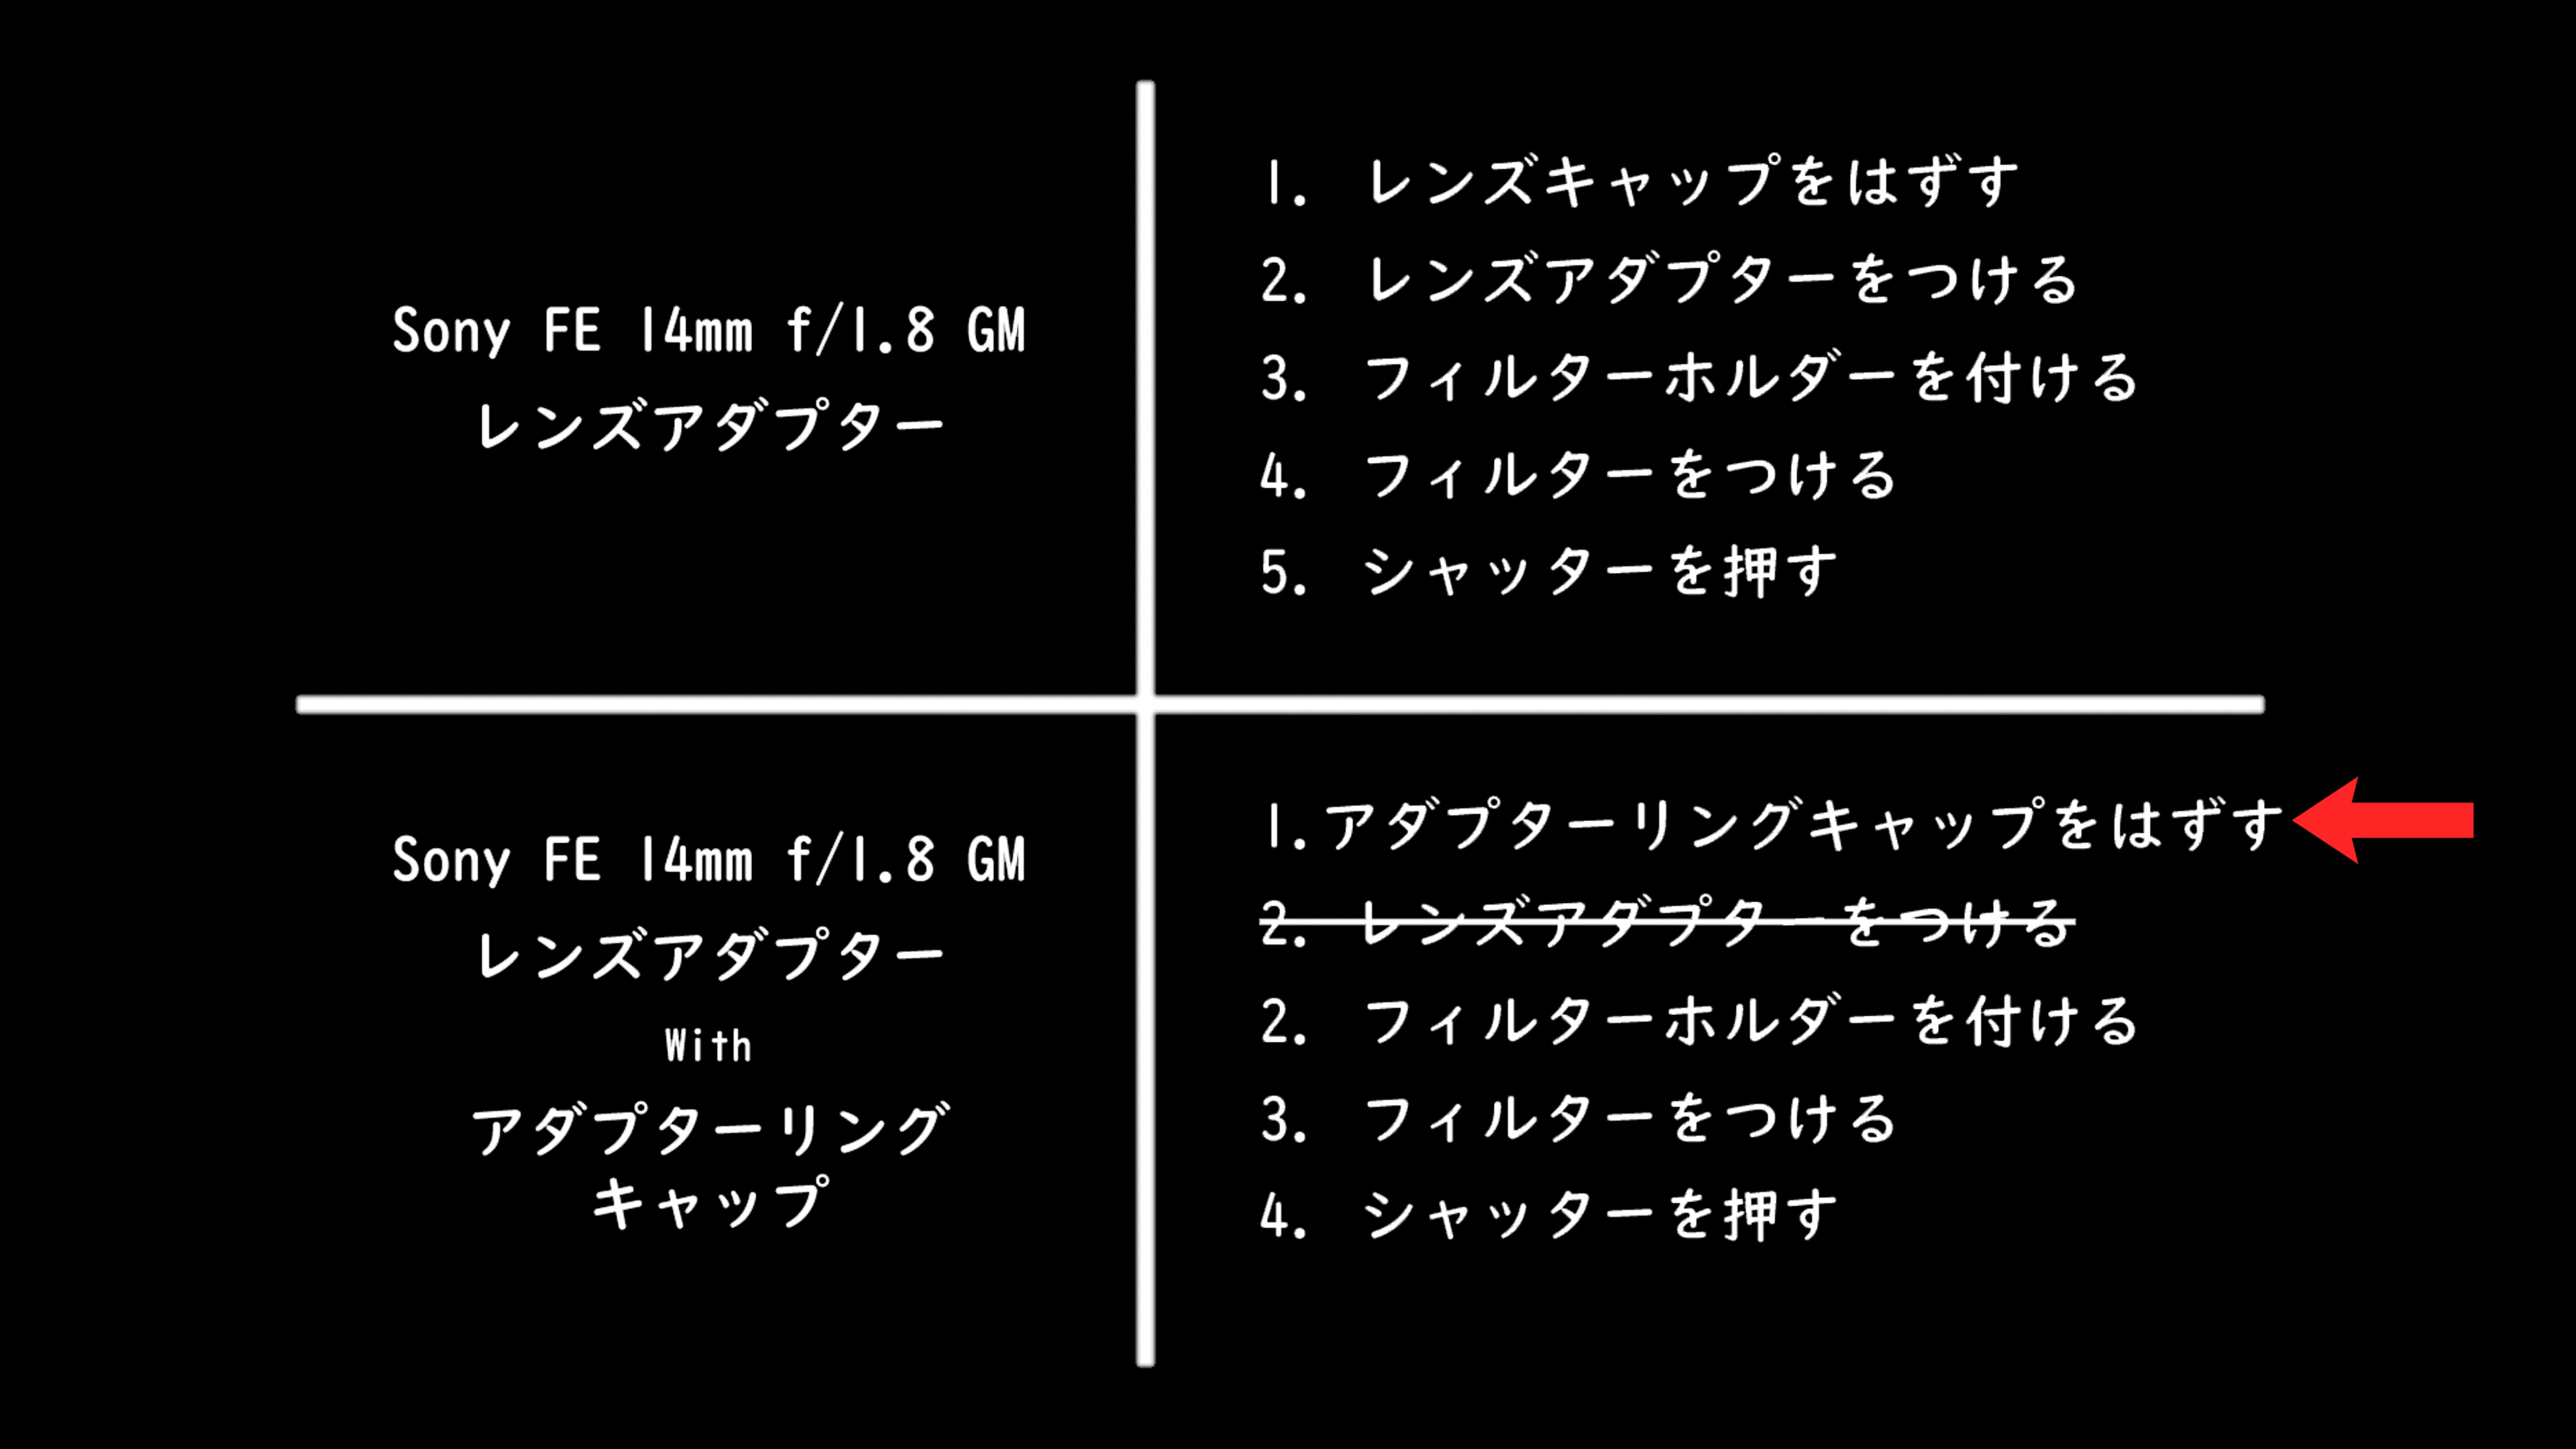 Sony FE 14mm f/1.8 GM
レンズアダプター
1. レンズキャップをはずす
2. レンズアダプターをつける
3. フィルターホルダーを付ける
4. フィルターをつける
5. シャッターを押す
Sony FE 14mm f/1.8 GM
レンズアダプター
With
アダプターリング
キャップ
1.アダプターリングキャップをはずす
2. レンズアダプターをつける
2. フィルターホルダーを付ける
3. フィルターをつける
4. シャッターを押す